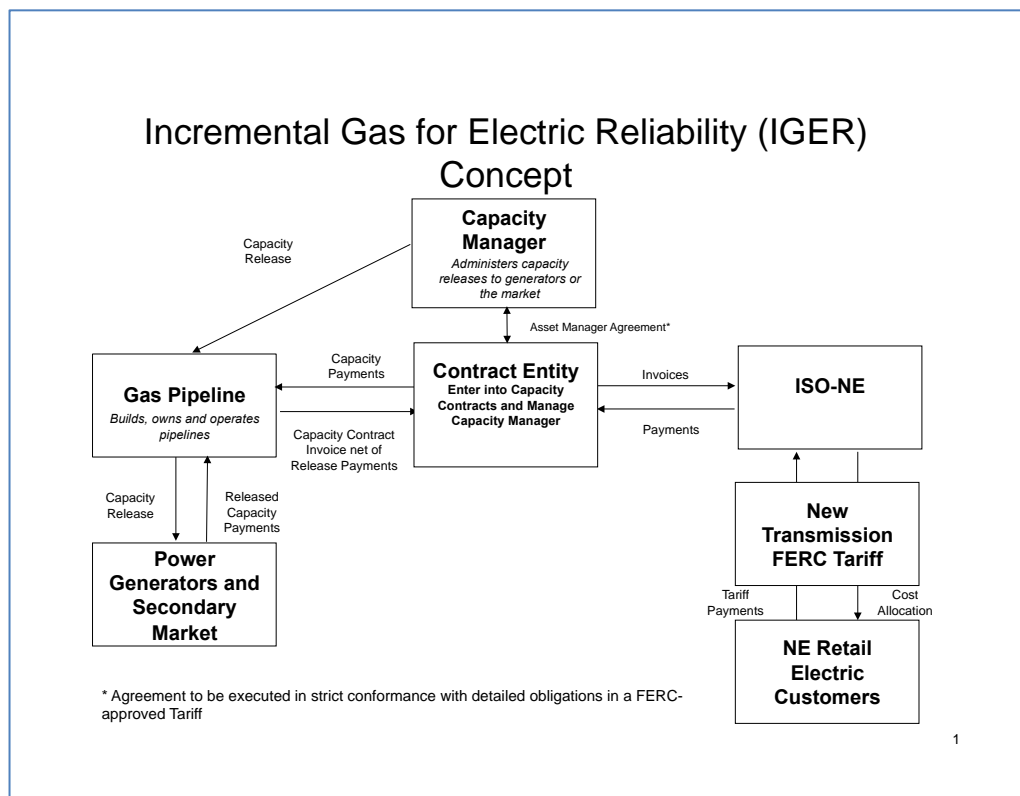 Incremental Gas for Electric Reliability (IGER)
Concept
Capacity
Manager
Administers capacity
releases to generators or
the market
Capacity
Release
Asset Manager Agreement*
Gas Pipeline
Builds, owns and operates
pipelines
Capacity
Payments
Capacity Contract
Invoice net of
Release Payments
Contract Entity
Enter into Capacity
Contracts and Manage
Capacity Manager
Invoices
Payments
ISO-NE
Capacity
Release
Released
Capacity
Payments
Power
Generators and
Secondary
Market
New
Transmission
FERC Tariff
Tariff
Payments
Cost
Allocation
NE Retail
Electric
Customers
* Agreement to be executed in strict conformance with detailed obligations in a FERC-
approved Tariff
1